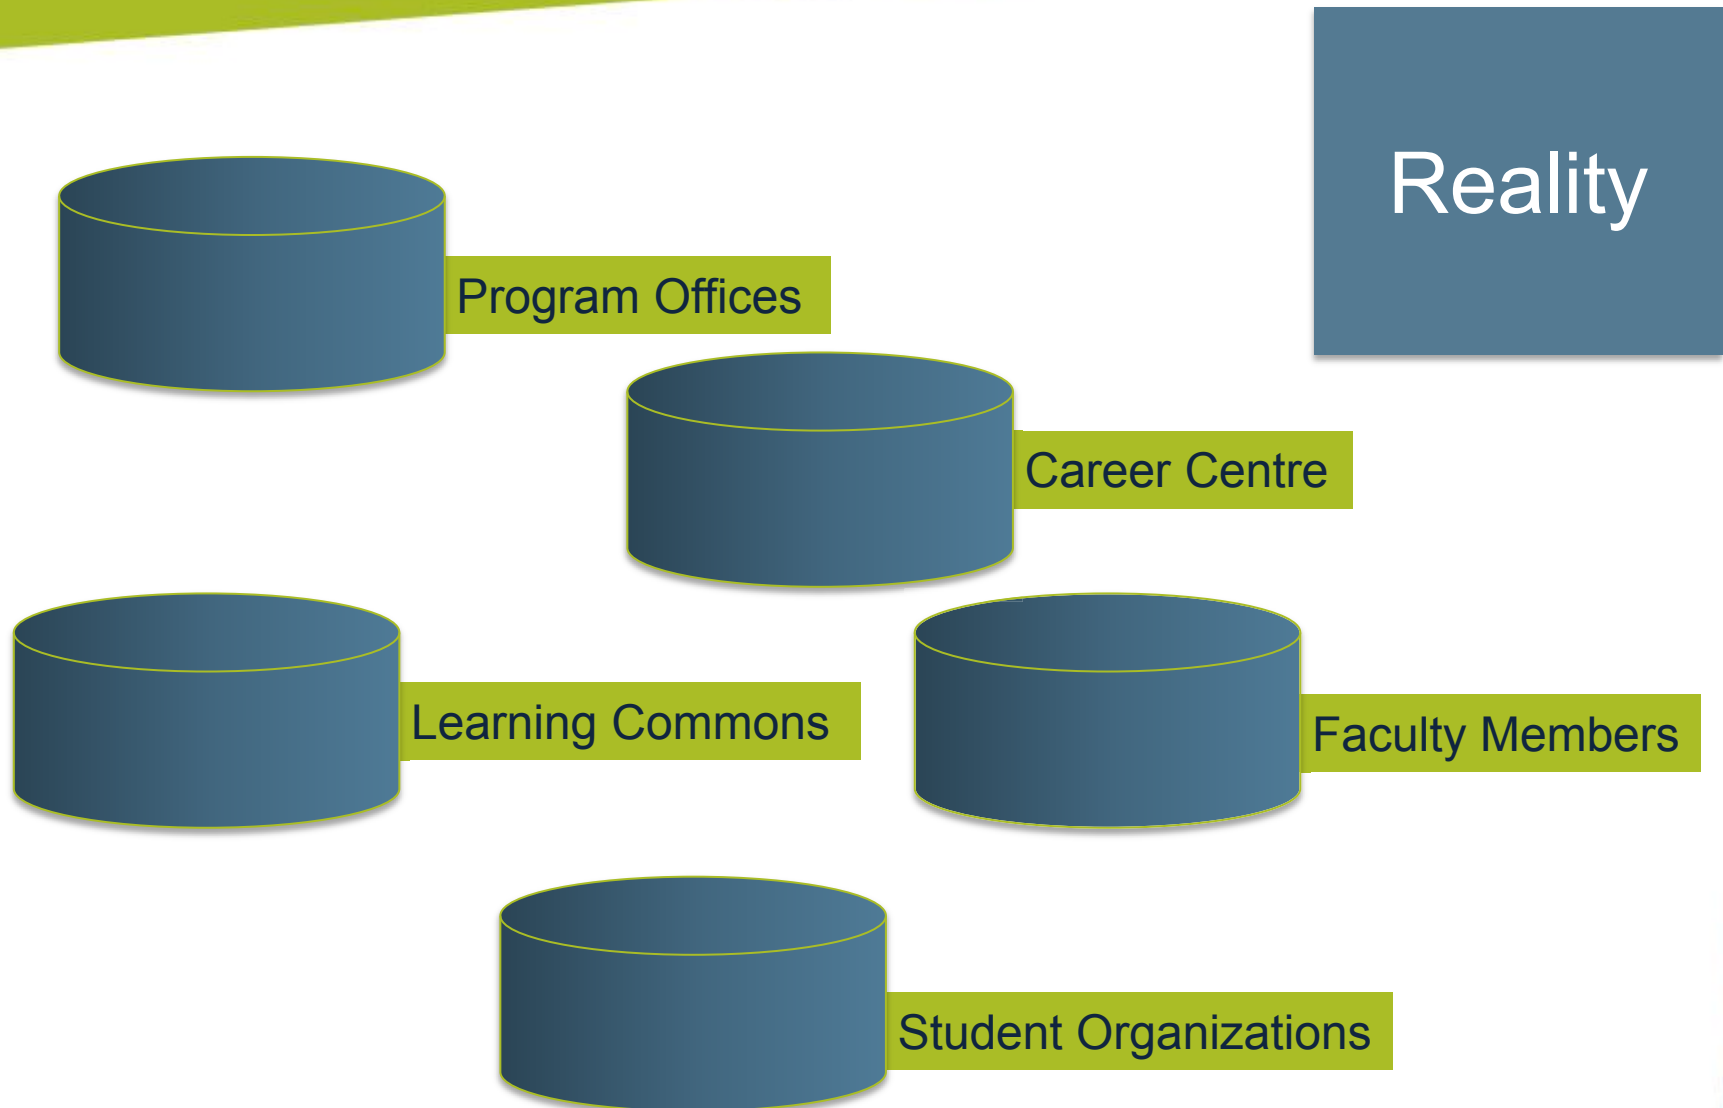 Reality
Program Offices
Career Centre
Learning Commons
Faculty Members
Student Organizations